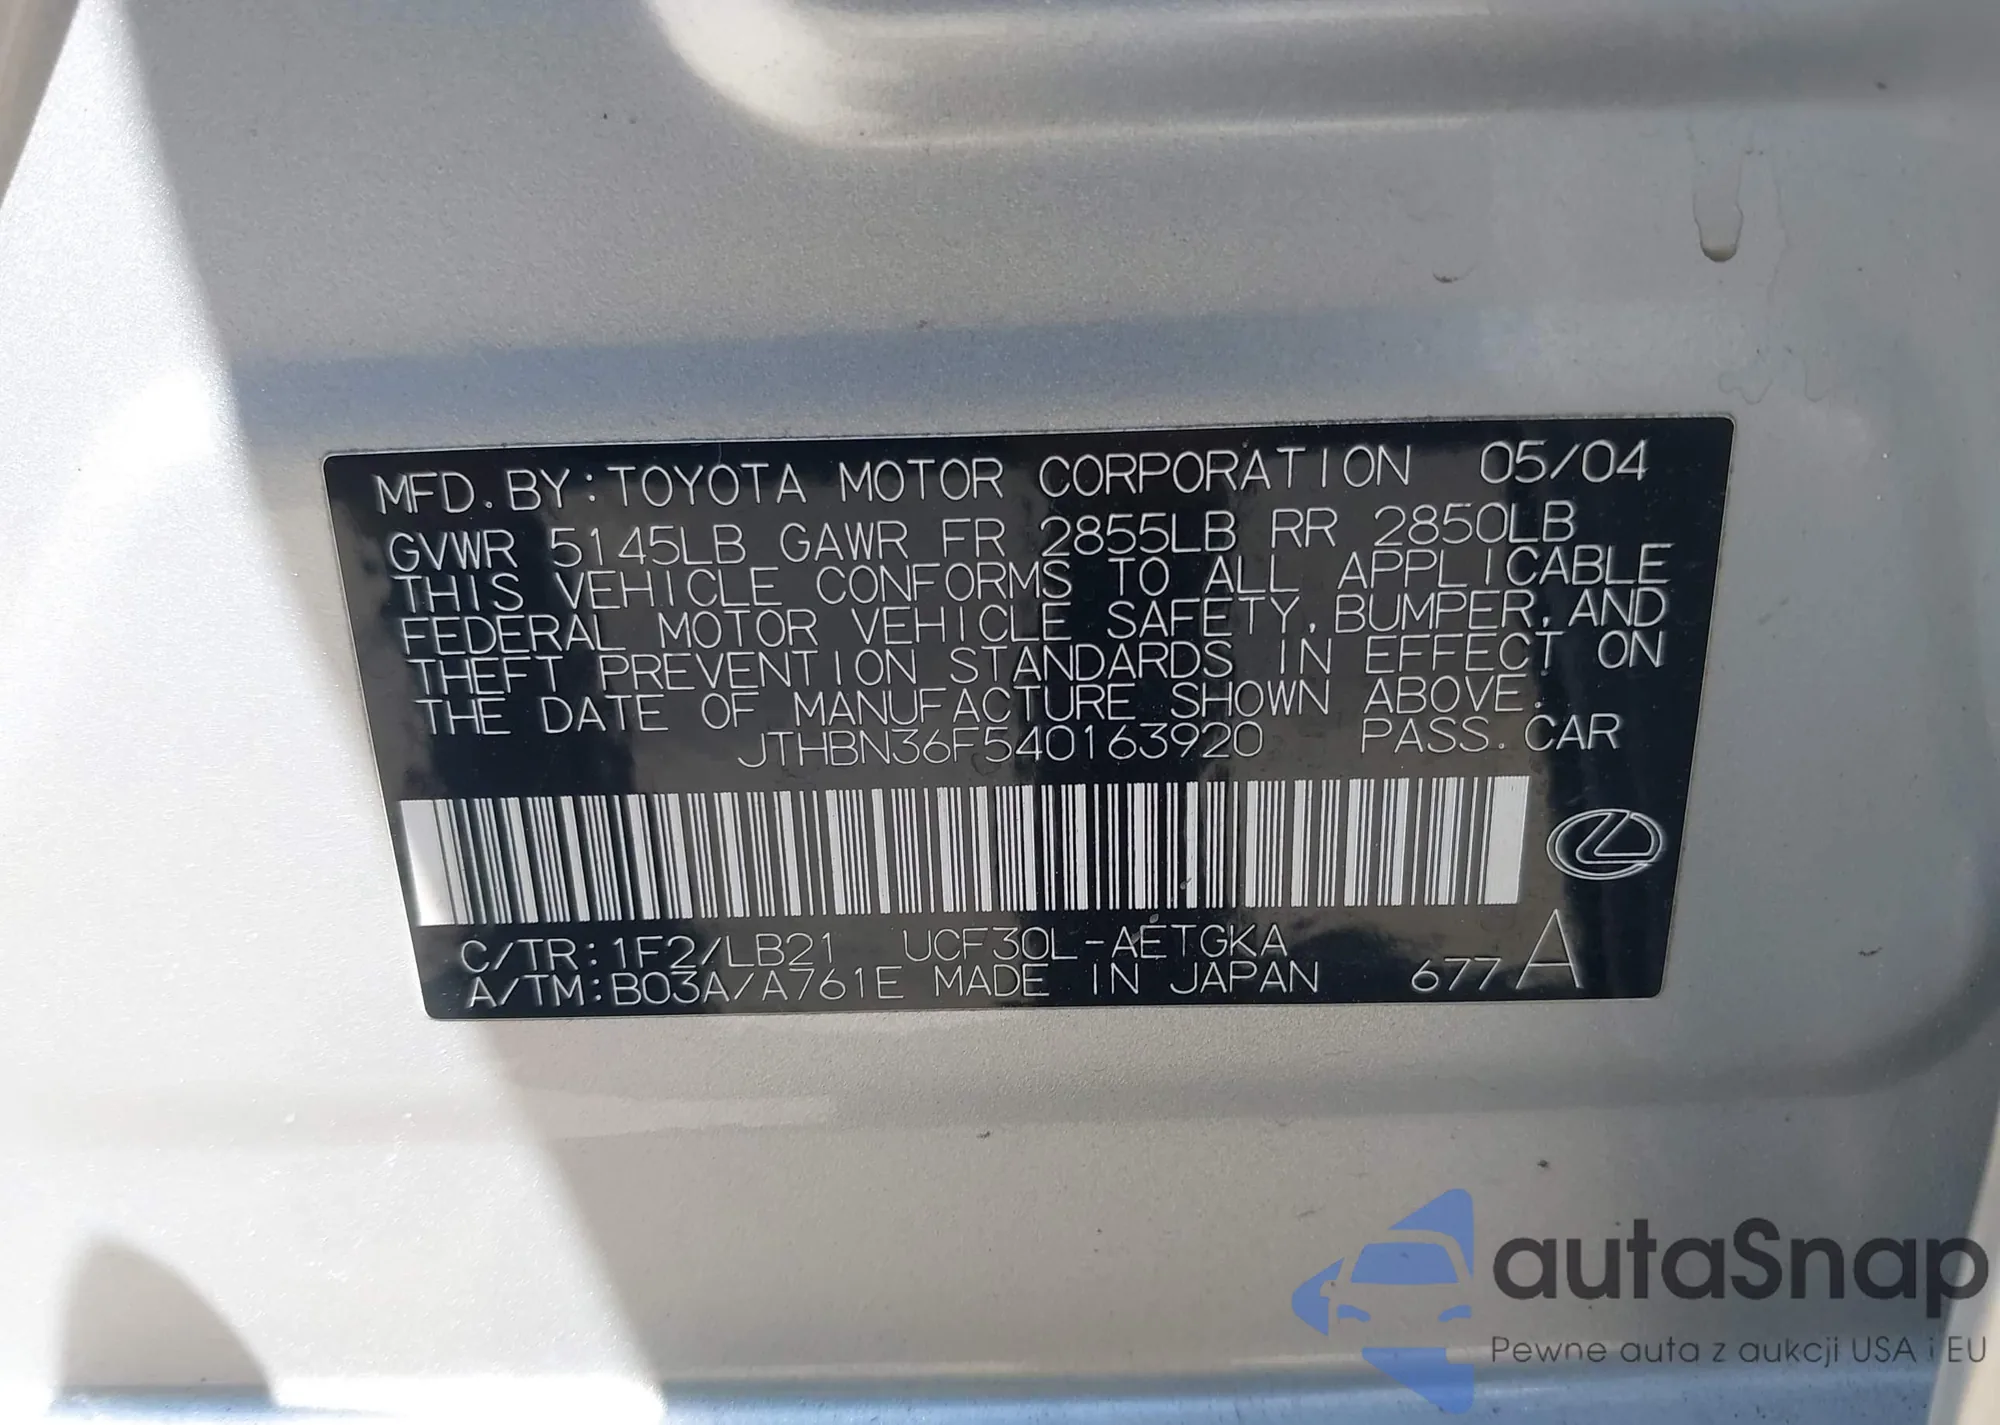 MFD. BY: TOYOTA MOTOR CORPORATION 05/04
GVWR 5145LB GAWR FR 2855LB RR 2850LB
THIS VEHICLE CONFORMS TO ALL APPLICABLE
FEDERAL MOTOR VEHICLE SAFETY, BUMPER, AND
THEFT PREVENTION STANDARDS IN EFFECT ON
THE DATE OF MANUFACTURE SHOWN ABOVE.
JTHBN36F540163920 PASS. CAR
C/TR: 1F2/LB21 UCF30L-AETGKA
A/TM: B03A/A761E MADE IN JAPAN 677 A
autaSnap
Pewne auta z aukcji USA i EU